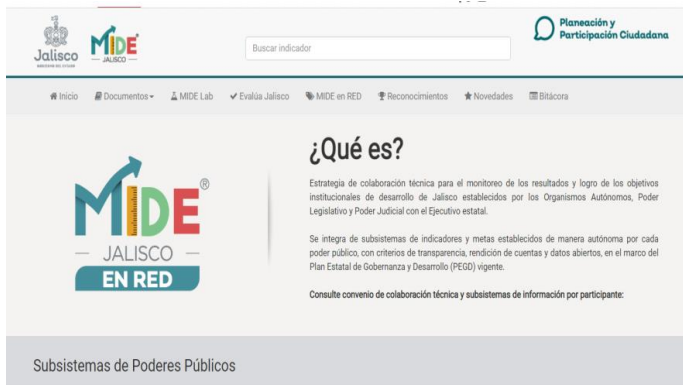 Jalisco
MIDE
JALISCO
Buscar indicador
Planeación y
Participación Ciudadana
Inicio
Documentos
MIDE Lab
Evalúa Jalisco
MIDE en RED
Reconocimientos
Novedades
Bitácora
MIDE®
JALISCO
EN RED
¿Qué es?
Estrategia de colaboración técnica para el monitoreo de los resultados y logro de los objetivos
institucionales de desarrollo de Jalisco establecidos por los Organismos Autónomos, Poder
Legislativo y Poder Judicial con el Ejecutivo estatal.
Se integra de subsistemas de indicadores y metas establecidos de manera autónoma por cada
poder público, con criterios de transparencia, rendición de cuentas y datos abiertos, en el marco del
Plan Estatal de Gobernanza y Desarrollo (PEGD) vigente.
Consulte convenio de colaboración técnica y subsistemas de información por participante:
Subsistemas de Poderes Públicos